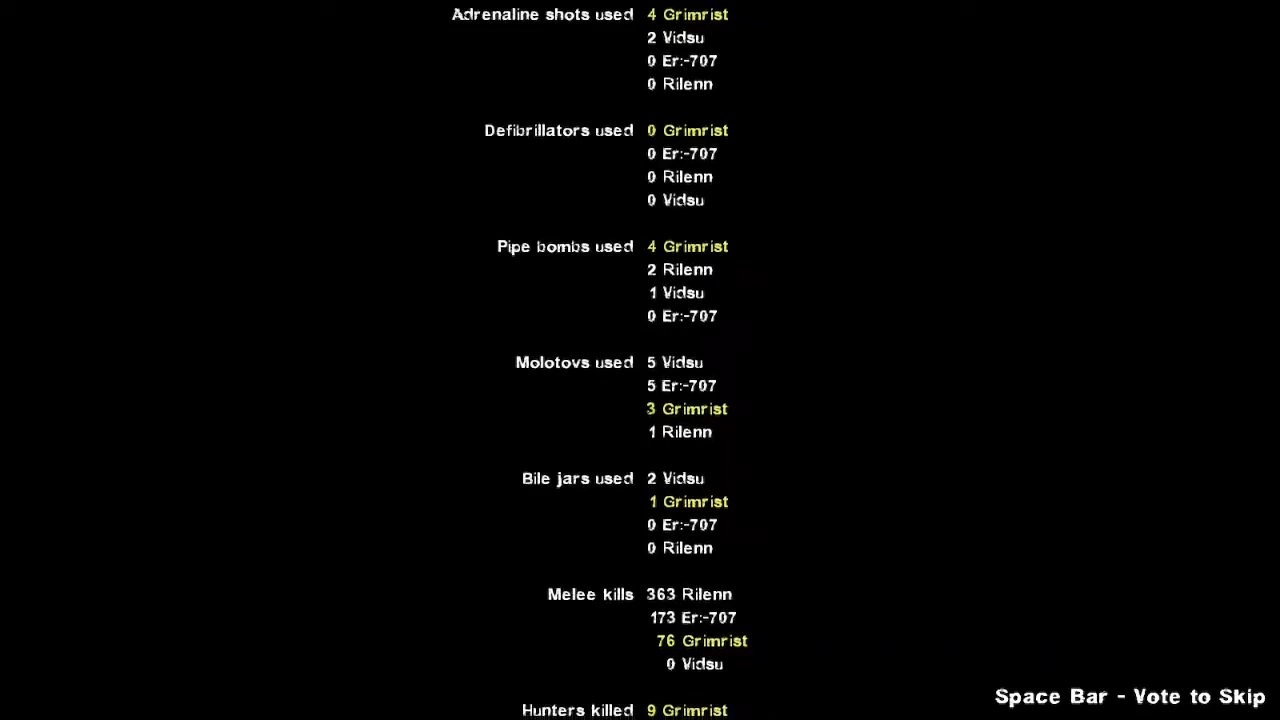 Adrenaline shots used 4 Grimrist
2 Vidsu
0 Er:-707
0 Rilenn
Defibrillators used 0 Grimrist
0 Er:-707
0 Rilenn
0 Vidsu
Pipe bombs used 4 Grimrist
2 Rilenn
1 Vidsu
0 Er:-707
Molotovs used 5 Vidsu
5 Er:-707
3 Grimrist
1 Rilenn
Bile jars used 2 Vidsu
1 Grimrist
0 Er:-707
0 Rilenn
Melee kills 363 Rilenn
173 Er:-707
76 Grimrist
0 Vidsu
Space Bar - Vote to Skip
Hunters killed 9 Grimrist